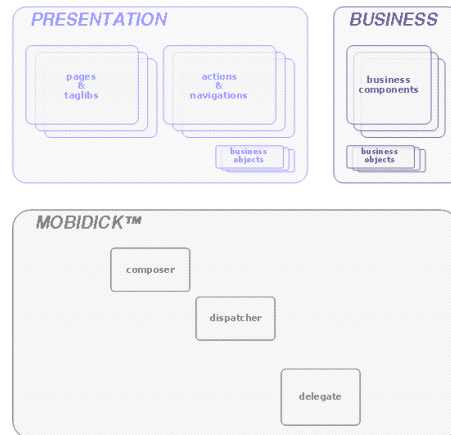 PRESENTATION
BUSINESS
pages
&
taglibs
actions
&
navigations
business
components
business
objects
business
objects
MOBIDICK™
composer
dispatcher
delegate